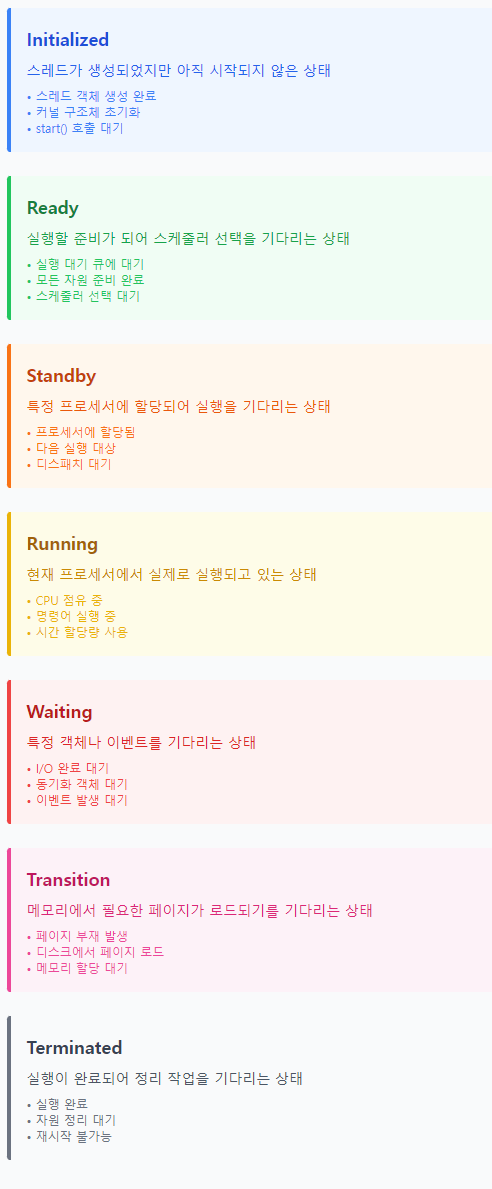 Initialized
스레드가 생성되었지만 아직 시작되지 않은 상태
• 스레드 객체 생성 완료
• 커널 구조체 초기화
• start() 호출 대기
Ready
실행할 준비가 되어 스케줄러 선택을 기다리는 상태
• 실행 대기 큐에 대기
• 모든 자원 준비 완료
• 스케줄러 선택 대기
Standby
특정 프로세서에 할당되어 실행을 기다리는 상태
• 프로세서에 할당됨
• 다음 실행 대상
• 디스패치 대기
Running
현재 프로세서에서 실제로 실행되고 있는 상태
• CPU 점유 중
• 명령어 실행 중
• 시간 할당량 사용
Waiting
특정 객체나 이벤트를 기다리는 상태
• I/O 완료 대기
• 동기화 객체 대기
• 이벤트 발생 대기
Transition
메모리에서 필요한 페이지가 로드되기를 기다리는 상태
• 페이지 부재 발생
• 디스크에서 페이지 로드
• 메모리 할당 대기
Terminated
실행이 완료되어 정리 작업을 기다리는 상태
• 실행 완료
• 자원 정리 대기
• 재시작 불가능